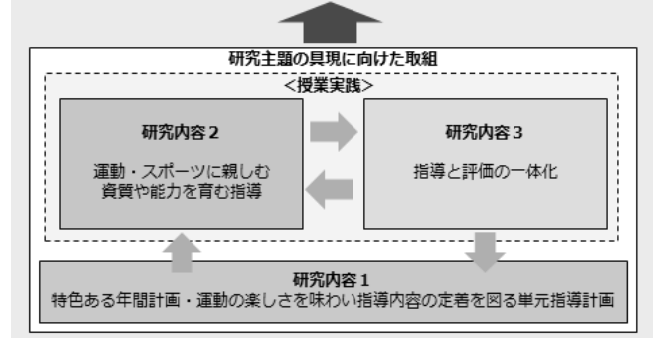 研究主題の具現に向けた取組
＜授業実践＞
研究内容２
運動・スポーツに親しむ
資質や能力を育む指導
研究内容３
指導と評価の一体化
研究内容１
特色ある年間計画・運動の楽しさを味わい指導内容の定着を図る単元指導計画